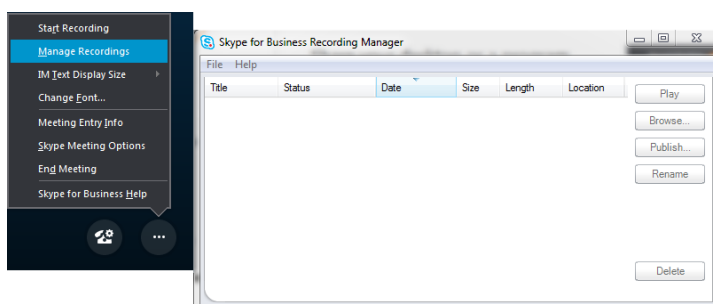 Start Recording
Manage Recordings
IM Text Display Size
Change Font...
Meeting Entry Info
Skype Meeting Options
End Meeting
Skype for Business Help
Skype for Business Recording Manager
File Help
Title Status Date Size Length Location
Play
Browse...
Publish...
Rename
Delete